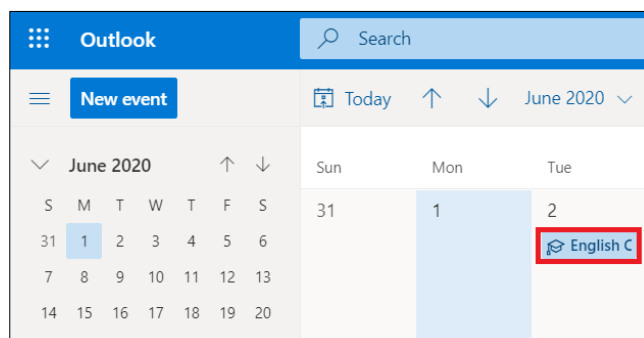 Outlook
Search
New event
Today
June 2020
June 2020
Sun Mon Tue
S M T W T F S
31 1 2 3 4 5 6
7 8 9 10 11 12 13
14 15 16 17 18 19 20
31 1 2
English C